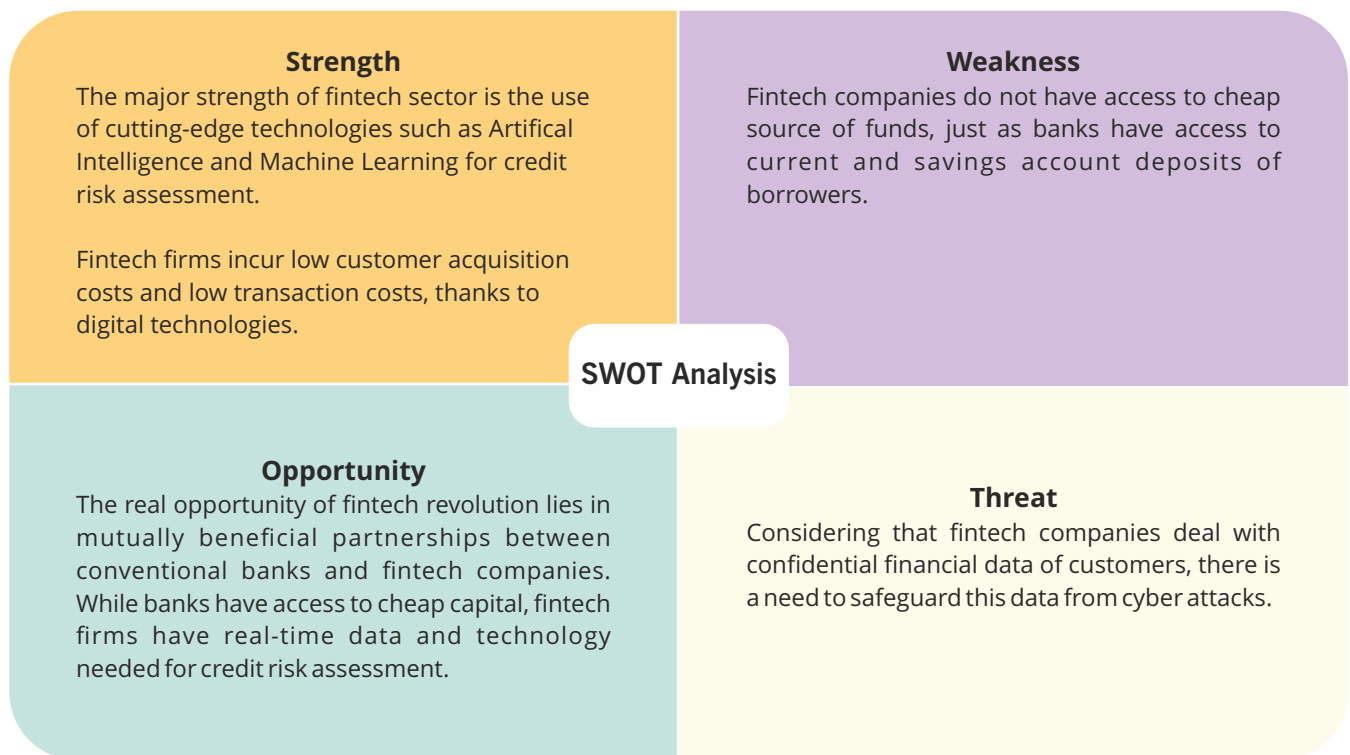 Strength
The major strength of fintech sector is the use
of cutting-edge technologies such as Artifical
Intelligence and Machine Learning for credit
risk assessment.
Fintech firms incur low customer acquisition
costs and low transaction costs, thanks to
digital technologies.
Weakness
Fintech companies do not have access to cheap
source of funds, just as banks have access to
current and savings account deposits of
borrowers.
SWOT Analysis
Opportunity
The real opportunity of fintech revolution lies in
mutually beneficial partnerships between
conventional banks and fintech companies.
While banks have access to cheap capital, fintech
firms have real-time data and technology
needed for credit risk assessment.
Threat
Considering that fintech companies deal with
confidential financial data of customers, there is
a need to safeguard this data from cyber attacks.